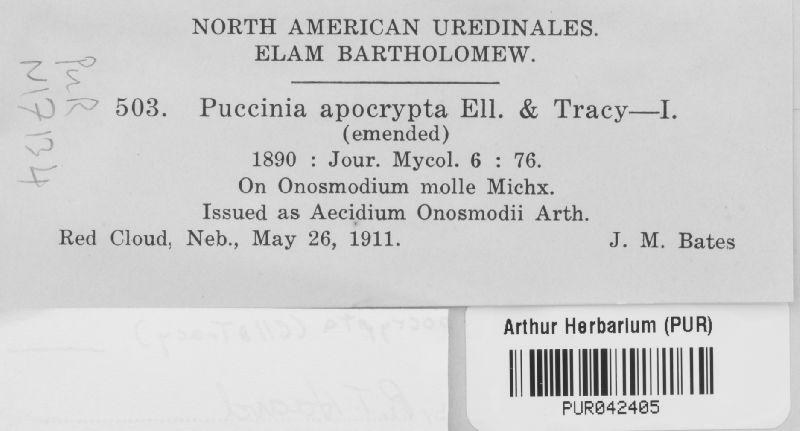 NORTH AMERICAN UREDINALES.
ELAM BARTHOLOMEW.
503. Puccinia apocrypta Ell. & Tracy—I.
(emended)
1890 : Jour. Mycol. 6 : 76.
On Onosmodium molle Michx.
Issued as Aecidium Onosmodii Arth.
Red Cloud, Neb., May 26, 1911. J. M. Bates
PUR
N17134
Arthur Herbarium (PUR)
PUR042405